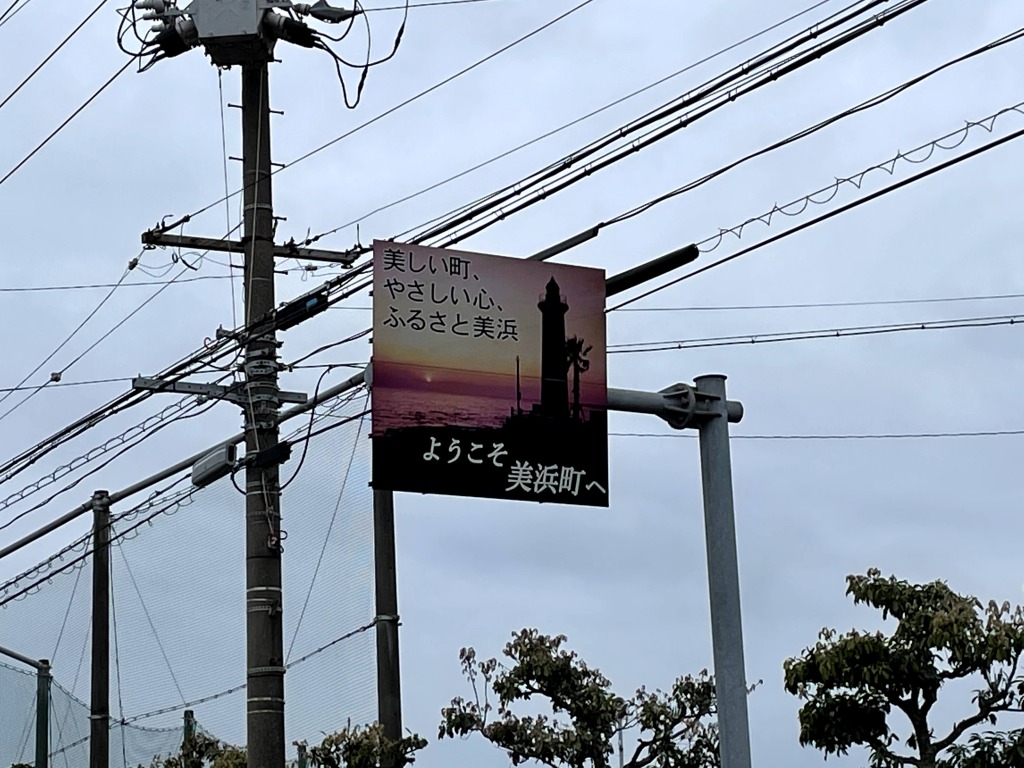 美しい町、
やさしい心、
ふるさと美浜
ようこそ
美浜町へ